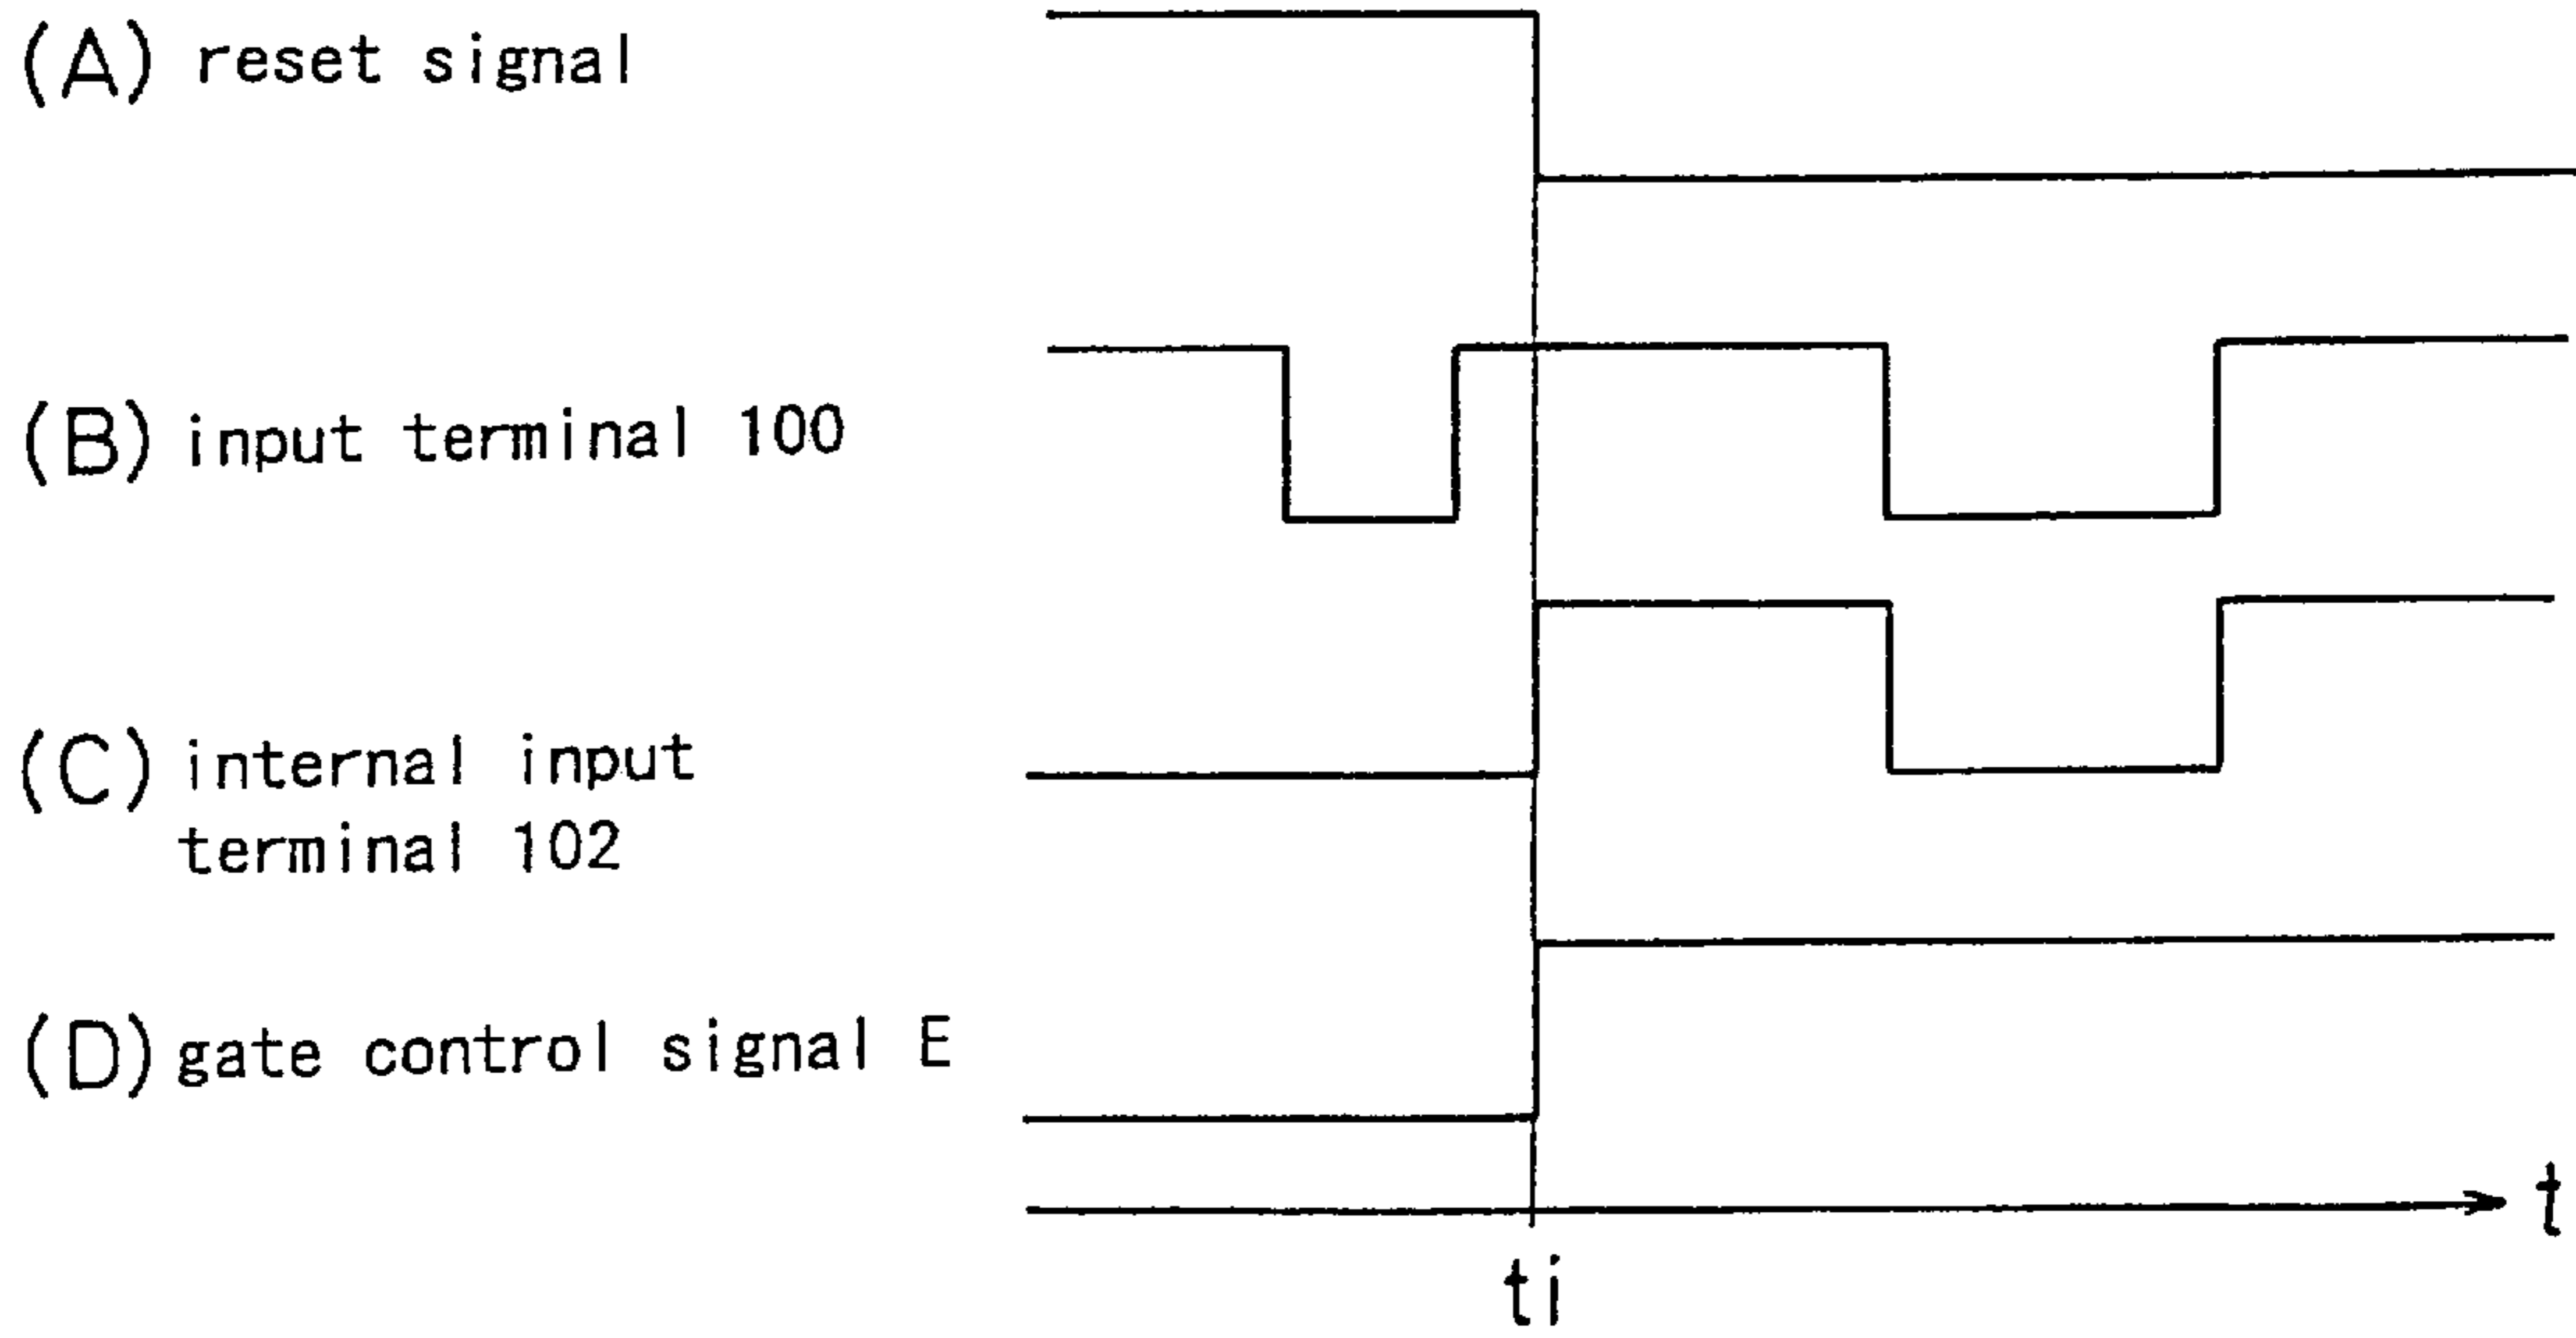 (A) reset signal
(B) input terminal 100
(C) internal input
terminal 102
(D) gate control signal E
t
ti